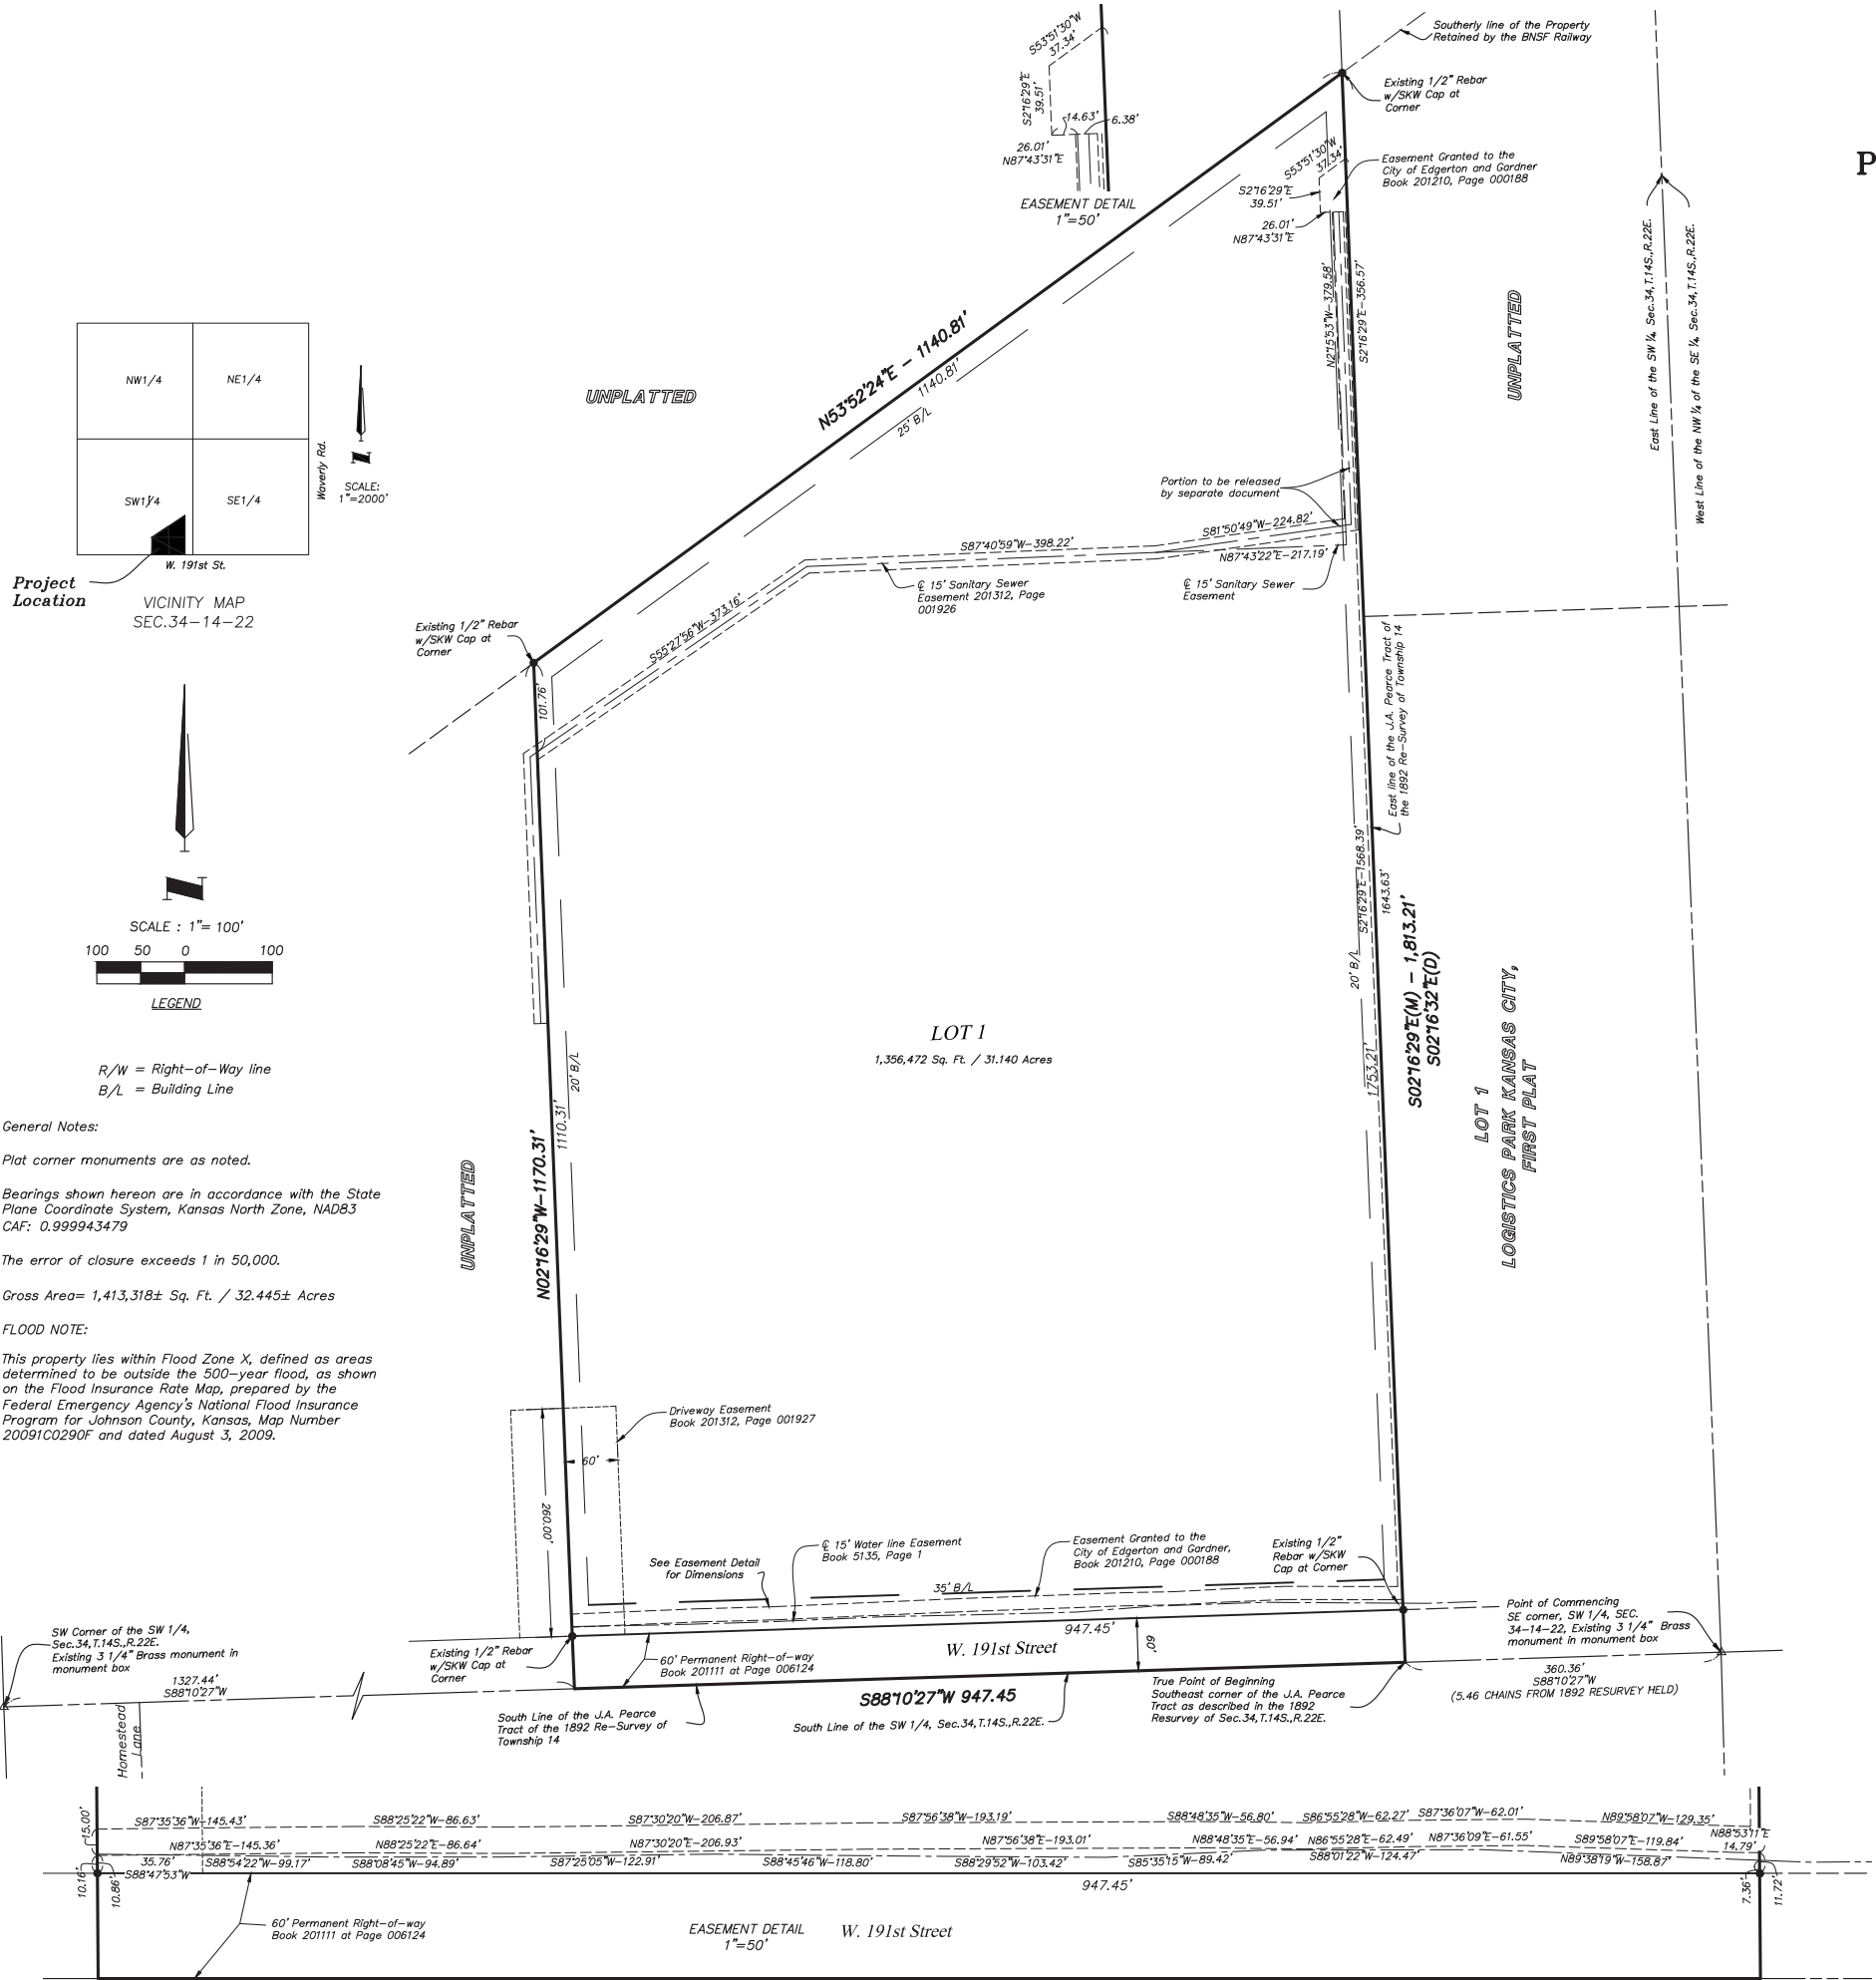 S53°51'30"W
37.34'
S2°16'29"E
39.51'
14.63'
6.38'
26.01'
N87°43'31"E
EASEMENT DETAIL
1"=50'
Southerly line of the Property
Retained by the BNSF Railway
Existing 1/2" Rebar
w/SKW Cap at
Corner
P
S53°51'30"W
37.34'
Easement Granted to the
City of Edgerton and Gardner
Book 201210, Page 000188
S2°16'29"E
39.51'
26.01'
N87°43'31"E
N2°15'53"W-379.58'
S2°16'29"E-356.57'
UNPLATTED
East Line of the SW ¼, Sec.34,T.14S.,R.22E.
West Line of the NW ¼ of the SE ¼, Sec.34,T.14S.,R.22E.
NW1/4
NE1/4
SW1/4
SE1/4
Waverly Rd.
W. 191st St.
N
SCALE:
1"=2000'
Project
Location
VICINITY MAP
SEC.34-14-22
UNPLATTED
N53°52'24"E - 1140.81'
1140.81'
25' B/L
Portion to be released
by separate document
S81°50'49"W-224.82'
S87°40'59"W-398.22'
N87°43'22"E-217.19'
℄ 15' Sanitary Sewer
Easement 201312, Page
001926
℄ 15' Sanitary Sewer
Easement
S55°27'56"W-373.16'
Existing 1/2" Rebar
w/SKW Cap at
Corner
101.76'
East line of the J.A. Pearce Tract of
the 1892 Re-Survey of Township 14
N
SCALE : 1"= 100'
100 50 0 100
LEGEND
R/W = Right-of-Way line
B/L = Building Line
General Notes:
Plat corner monuments are as noted.
Bearings shown hereon are in accordance with the State
Plane Coordinate System, Kansas North Zone, NAD83
CAF: 0.999943479
The error of closure exceeds 1 in 50,000.
Gross Area= 1,413,318± Sq. Ft. / 32.445± Acres
FLOOD NOTE:
This property lies within Flood Zone X, defined as areas
determined to be outside the 500-year flood, as shown
on the Flood Insurance Rate Map, prepared by the
Federal Emergency Agency's National Flood Insurance
Program for Johnson County, Kansas, Map Number
20091C0290F and dated August 3, 2009.
UNPLATTED
N02°16'29"W-1170.31'
1110.31'
20' B/L
LOT 1
1,356,472 Sq. Ft. / 31.140 Acres
S2°16'29"E-1568.39'
1643.63'
20' B/L
1753.21'
S02°16'29"E(M) - 1,813.21'
S02°16'32"E(D)
LOT 1
LOGISTICS PARK KANSAS CITY,
FIRST PLAT
Driveway Easement
Book 201312, Page 001927
60'
260.00'
See Easement Detail
for Dimensions
℄ 15' Water line Easement
Book 5135, Page 1
Easement Granted to the
City of Edgerton and Gardner,
Book 201210, Page 000188
Existing 1/2"
Rebar w/SKW
Cap at Corner
35' B/L
947.45'
60'
W. 191st Street
Point of Commencing
SE corner, SW 1/4, SEC.
34-14-22, Existing 3 1/4" Brass
monument in monument box
SW Corner of the SW 1/4,
Sec.34,T.14S.,R.22E.
Existing 3 1/4" Brass monument in
monument box
1327.44'
S88°10'27"W
Existing 1/2" Rebar
w/SKW Cap at
Corner
60' Permanent Right-of-way
Book 201111 at Page 006124
S88°10'27"W 947.45
360.36'
S88°10'27"W
(5.46 CHAINS FROM 1892 RESURVEY HELD)
True Point of Beginning
Southeast corner of the J.A. Pearce
Tract as described in the 1892
Resurvey of Sec.34,T.14S.,R.22E.
South Line of the J.A. Pearce
Tract of the 1892 Re-Survey of
Township 14
South Line of the SW 1/4, Sec.34,T.14S.,R.22E.
Homestead
Lane
15.00'
S87°35'36"W-145.43'
S88°25'22"W-86.63'
S87°30'20"W-206.87'
S87°56'38"W-193.19'
S88°48'35"W-56.80'
S86°55'28"W-62.27'
S87°36'07"W-62.01'
N89°58'07"W-129.35'
N87°35'36"E-145.36'
N88°25'22"E-86.64'
N87°30'20"E-206.93'
N87°56'38"E-193.01'
N88°48'35"E-56.94'
N86°55'28"E-62.49'
N87°36'09"E-61.55'
S89°58'07"E-119.84'
N88°53'11"E
14.79'
35.76'
S88°47'53"W
S88°54'22"W-99.17'
S88°08'45"W-94.89'
S87°25'05"W-122.91'
S88°45'46"W-118.80'
S88°29'52"W-103.42'
S85°35'15"W-89.42'
S88°01'22"W-124.47'
N89°38'19"W-158.87'
10.16'
10.86'
947.45'
7.36'
11.72'
60' Permanent Right-of-way
Book 201111 at Page 006124
EASEMENT DETAIL
1"=50'
W. 191st Street